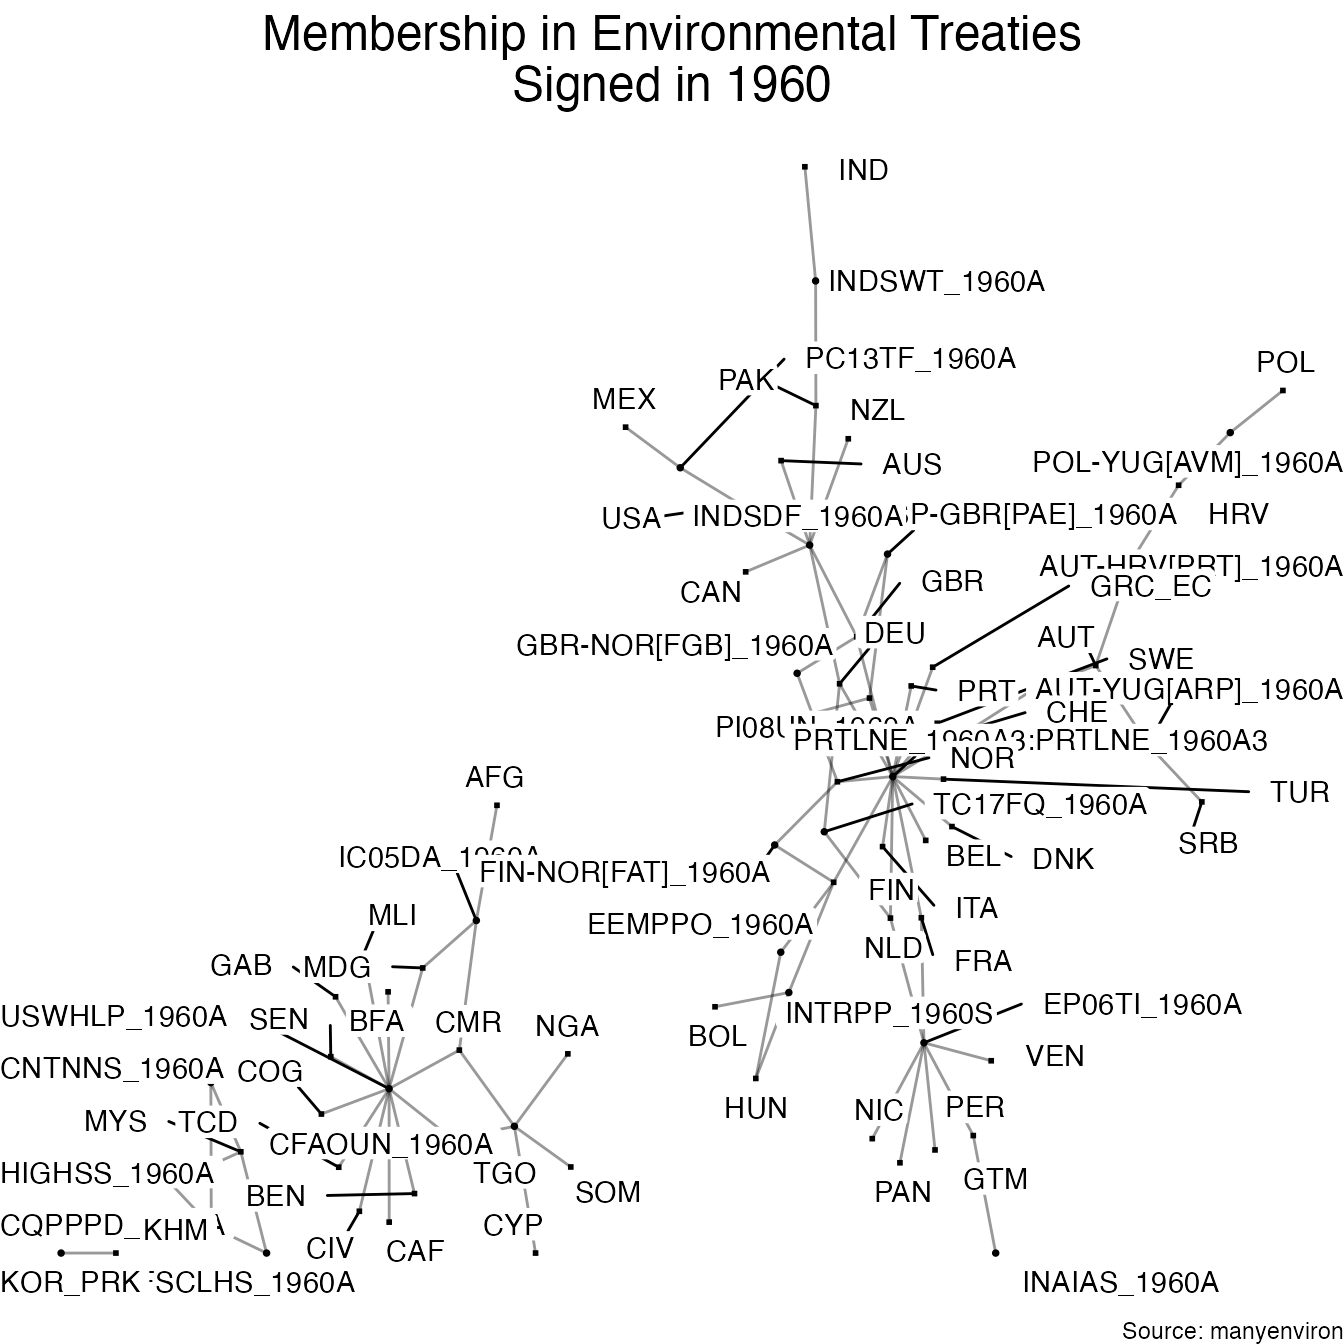 Membership in Environmental Treaties
Signed in 1960
IND
INDSWT_1960A
PC13TF_1960A
POL
PAK
MEX
NZL
AUS
POL-YUG[AVM]_1960A
USA
INDSDF_1960A
P-GBR[PAE]_1960A
HRV
AUT-HRV[PRT]_1960A
GRC_EC
CAN
GBR
DEU
GBR-NOR[FGB]_1960A
AUT
SWE
PRT
AUT-YUG[ARP]_1960A
CHE
PI08UN_1960A
PRTLNE_1960A3
:PRTLNE_1960A3
NOR
AFG
TUR
TC17FQ_1960A
SRB
BEL
DNK
IC05DA_1960A
FIN-NOR[FAT]_1960A
FIN
ITA
MLI
EEMPPO_1960A
NLD
FRA
GAB
MDG
EP06TI_1960A
USWHLP_1960A
SEN
BFA
CMR
NGA
BOL
INTRPP_1960S
VEN
CNTNNS_1960A
COG
HUN
NIC
PER
MYS
TCD
CFAOUN_1960A
HIGHSS_1960A
TGO
SOM
PAN
GTM
BEN
CQPPPD_
KHM
CYP
CIV
CAF
KOR_PRK
SCLHS_1960A
INAIAS_1960A
Source: manyenviron